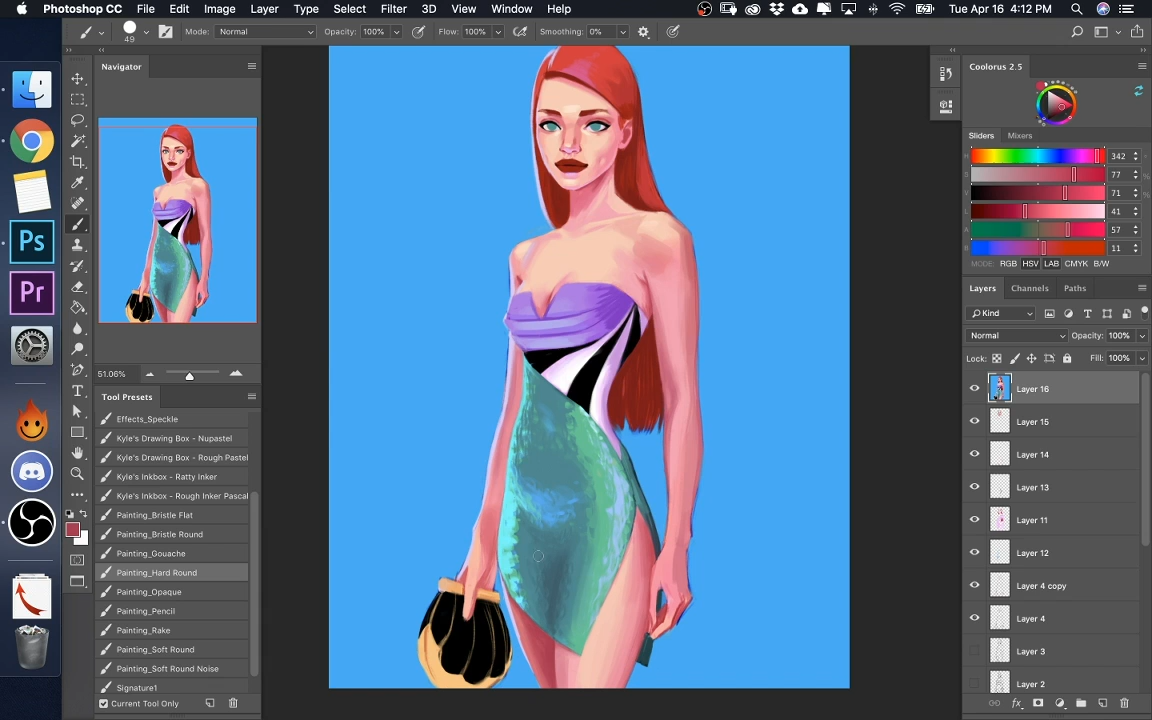 Photoshop CC File Edit Image Layer Type Select Filter 3D View Window Help Tue Apr 16 4:12 PM
49 Mode: Normal Opacity: 100% Flow: 100% Smoothing: 0%
Navigator
51.06%
Tool Presets
Effects_Speckle
Kyle's Drawing Box - Nupastel
Kyle's Drawing Box - Rough Pastel
Kyle's Inkbox - Ratty Inker
Kyle's Inkbox - Rough Inker Pascal
Painting_Bristle Flat
Painting_Bristle Round
Painting_Gouache
Painting_Hard Round
Painting_Opaque
Painting_Pencil
Painting_Rake
Painting_Soft Round
Painting_Soft Round Noise
Signature1
Current Tool Only
Ps
Pr
Coolorus 2.5
Sliders Mixers
H 342 °
S 77 %
V 71 %
L 41
A 57
B 11
MODE: RGB HSV LAB CMYK B/W
Layers Channels Paths
Kind
Normal Opacity: 100%
Lock: Fill: 100%
Layer 16
Layer 15
Layer 14
Layer 13
Layer 11
Layer 12
Layer 4 copy
Layer 4
Layer 3
Layer 2
fx